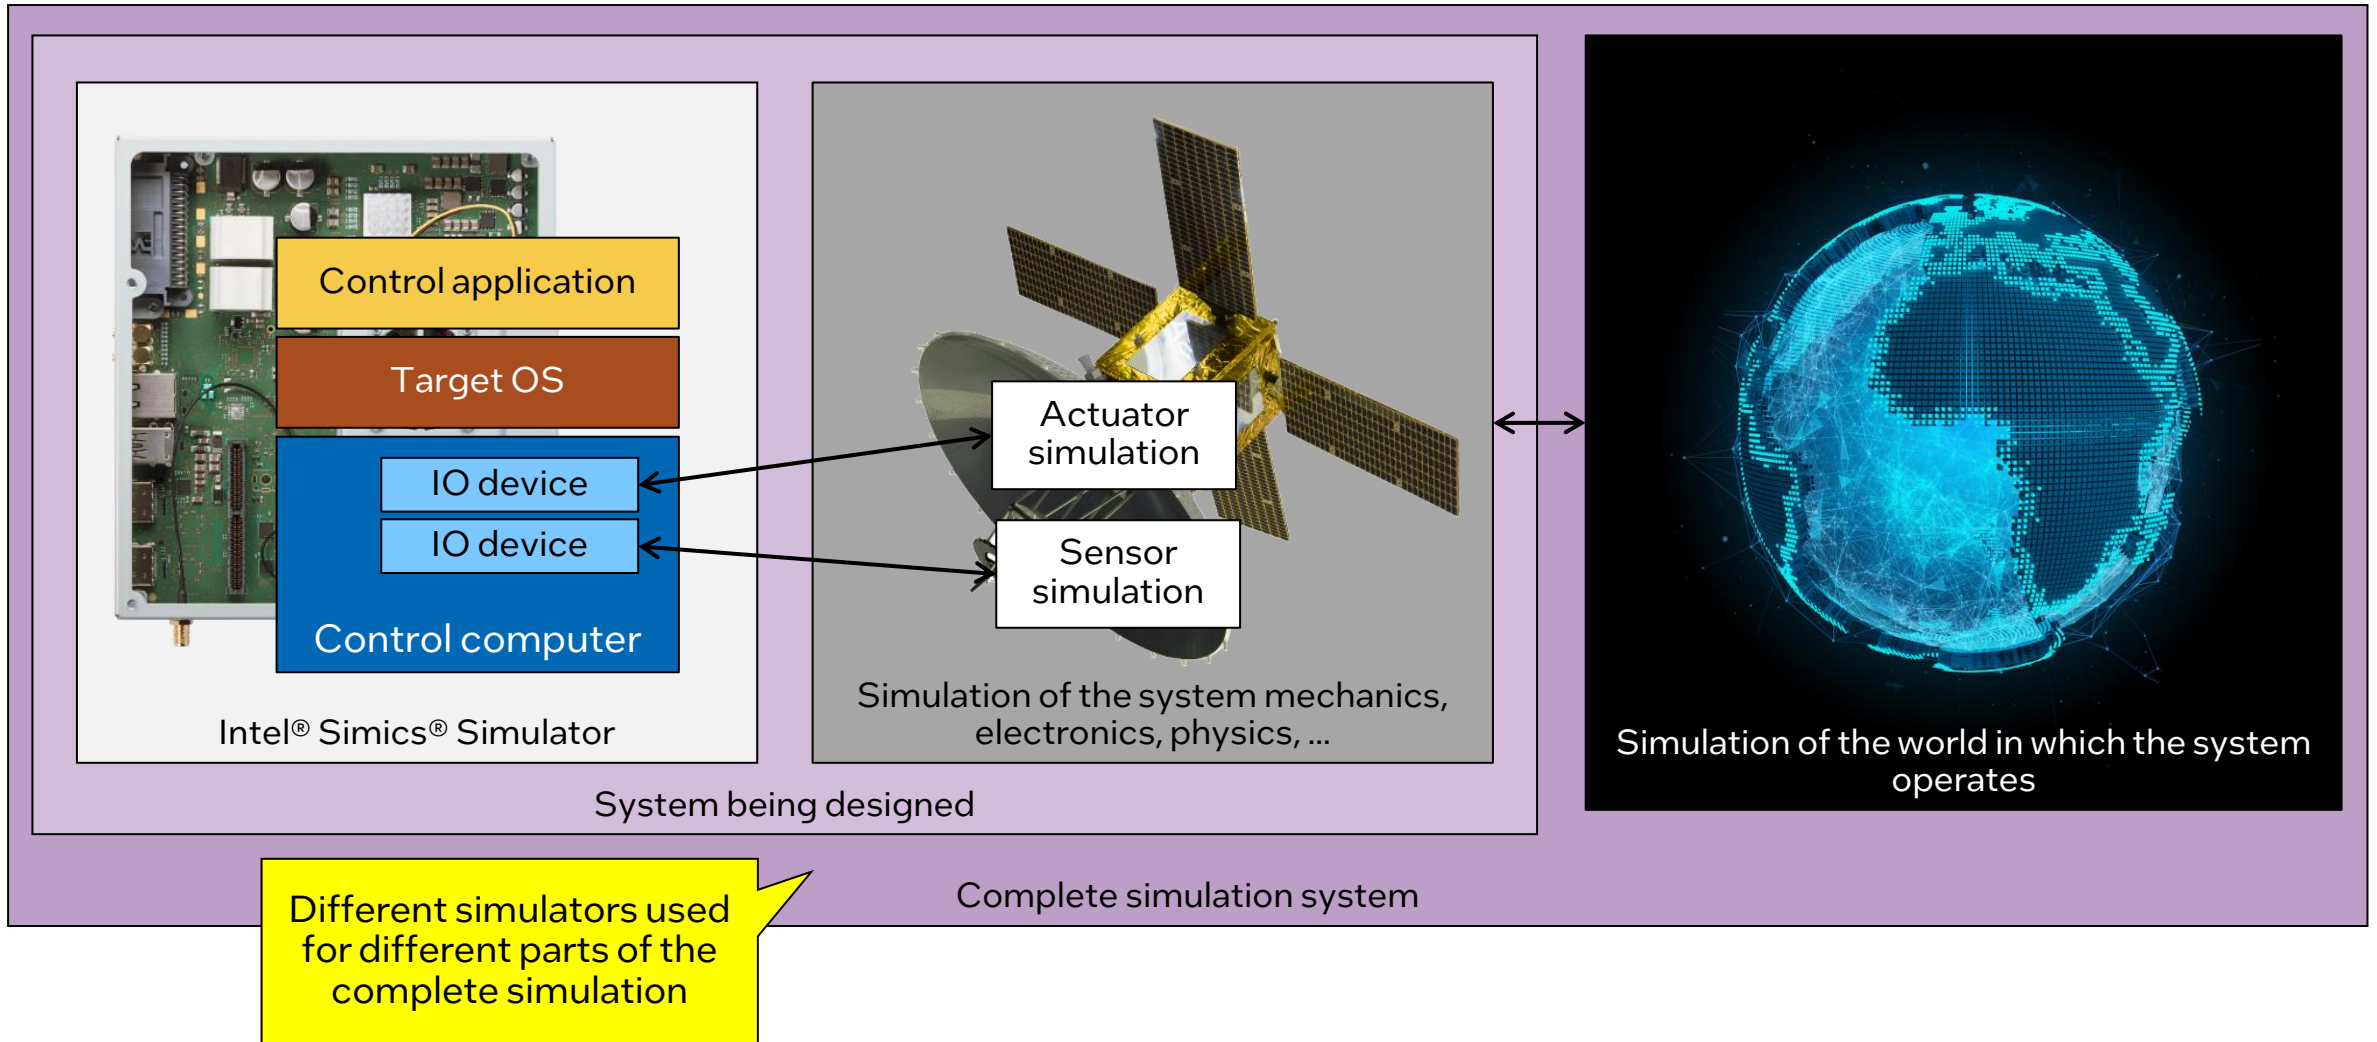 Control application
Target OS
IO device
IO device
Control computer
Intel® Simics® Simulator
Actuator
simulation
Sensor
simulation
Simulation of the system mechanics,
electronics, physics, ...
System being designed
Simulation of the world in which the system
operates
Complete simulation system
Different simulators used
for different parts of the
complete simulation